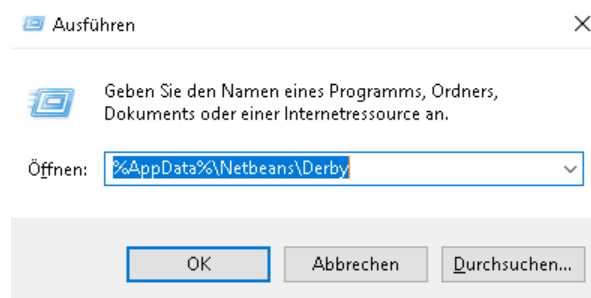 Ausführen
Geben Sie den Namen eines Programms, Ordners,
Dokuments oder einer Internetressource an.
Öffnen: %AppData%\Netbeans\Derby
OK Abbrechen Durchsuchen...